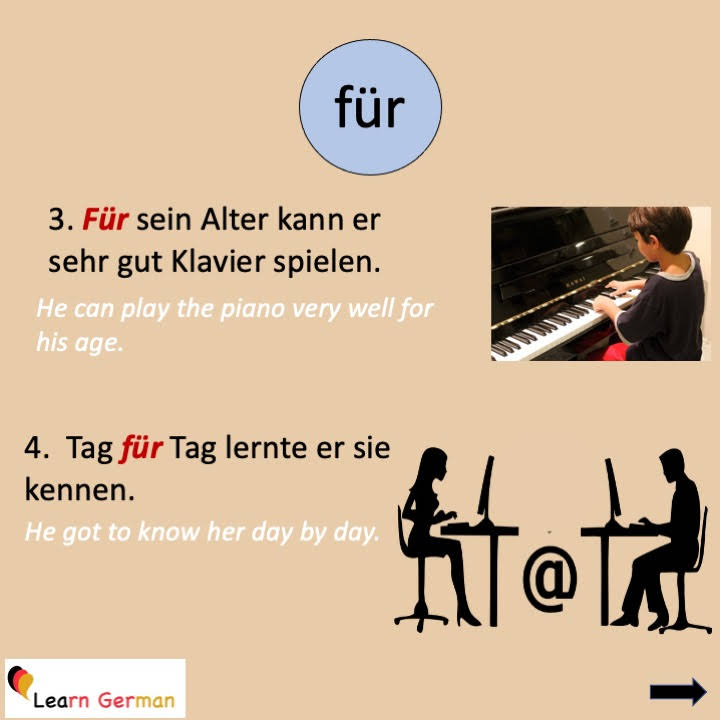 für
3. Für sein Alter kann er
sehr gut Klavier spielen.
He can play the piano very well for
his age.
KAWAI
4. Tag für Tag lernte er sie
kennen.
He got to know her day by day.
@
Learn German